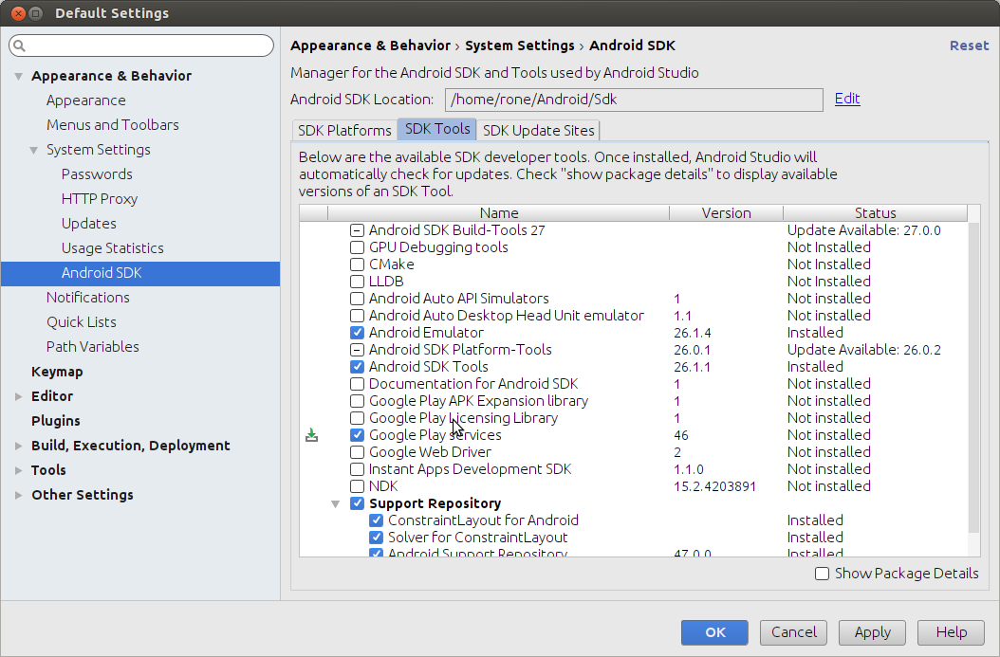 Default Settings
Appearance & Behavior
Appearance
Menus and Toolbars
System Settings
Passwords
HTTP Proxy
Updates
Usage Statistics
Android SDK
Notifications
Quick Lists
Path Variables
Keymap
Editor
Plugins
Build, Execution, Deployment
Tools
Other Settings
Appearance & Behavior › System Settings › Android SDK Reset
Manager for the Android SDK and Tools used by Android Studio
Android SDK Location: /home/rone/Android/Sdk Edit
SDK Platforms SDK Tools SDK Update Sites
Below are the available SDK developer tools. Once installed, Android Studio will
automatically check for updates. Check "show package details" to display available
versions of an SDK Tool.
Name Version Status
Android SDK Build-Tools 27 Update Available: 27.0.0
GPU Debugging tools Not Installed
CMake Not Installed
LLDB Not Installed
Android Auto API Simulators 1 Not installed
Android Auto Desktop Head Unit emulator 1.1 Not installed
Android Emulator 26.1.4 Installed
Android SDK Platform-Tools 26.0.1 Update Available: 26.0.2
Android SDK Tools 26.1.1 Installed
Documentation for Android SDK 1 Not installed
Google Play APK Expansion library 1 Not installed
Google Play Licensing Library 1 Not installed
Google Play services 46 Not installed
Google Web Driver 2 Not installed
Instant Apps Development SDK 1.1.0 Not installed
NDK 15.2.4203891 Not installed
Support Repository
ConstraintLayout for Android Installed
Solver for ConstraintLayout Installed
Android Support Repository 47.0.0 Installed
Show Package Details
OK Cancel Apply Help